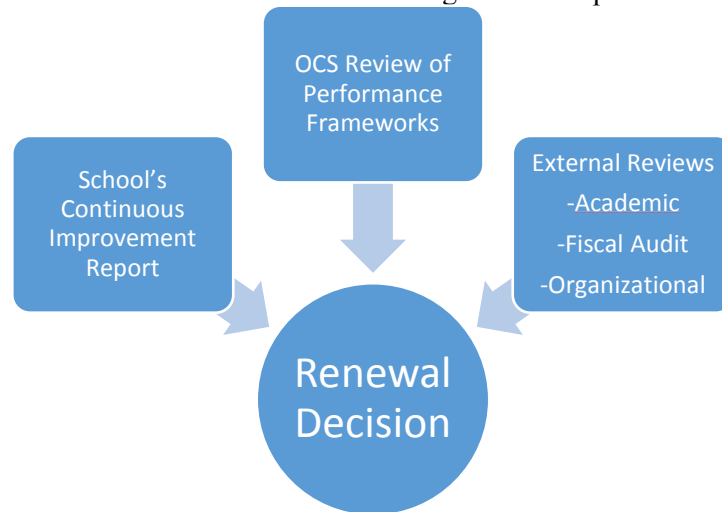 OCS Review of
Performance
Frameworks
School's
Continuous
Improvement
Report
External Reviews
-Academic
-Fiscal Audit
-Organizational
Renewal
Decision